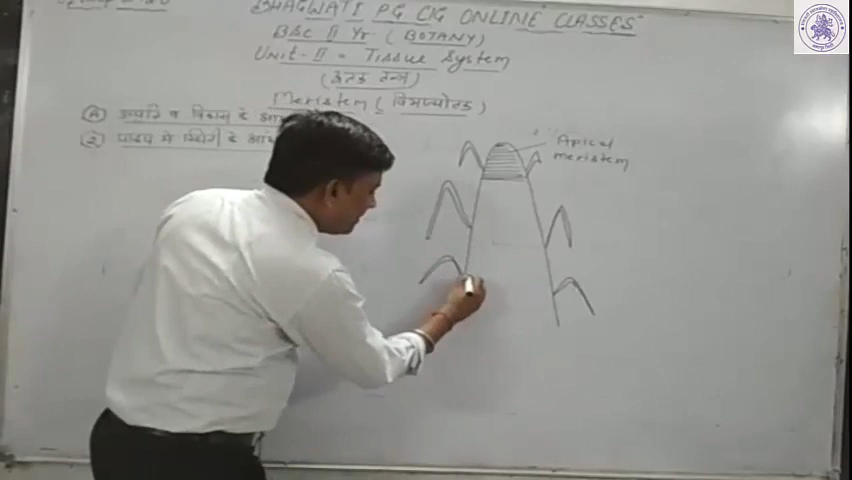 BHAGWATI PG ClG ONLINE CLASSES"
BSC II Yr ( BOTANY )
UNIT-II = TISSUE SYSTEM
(ऊतक तन्त्र)
Meristem ( विभज्योतक )
(A) उत्पत्ति व विकास के
2 पादप में स्थिति के
Apical
meristem